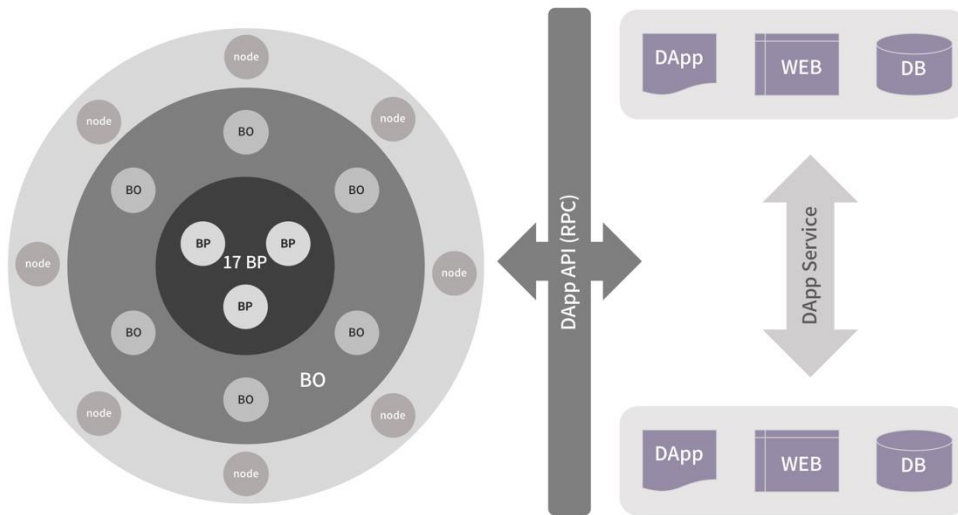 node
node
node
BO
BO
BO
BP
BP
17 BP
BP
node
node
BO
BO
BO
BO
node
node
node
DApp API (RPC)
DApp
WEB
DB
DApp Service
DApp
WEB
DB